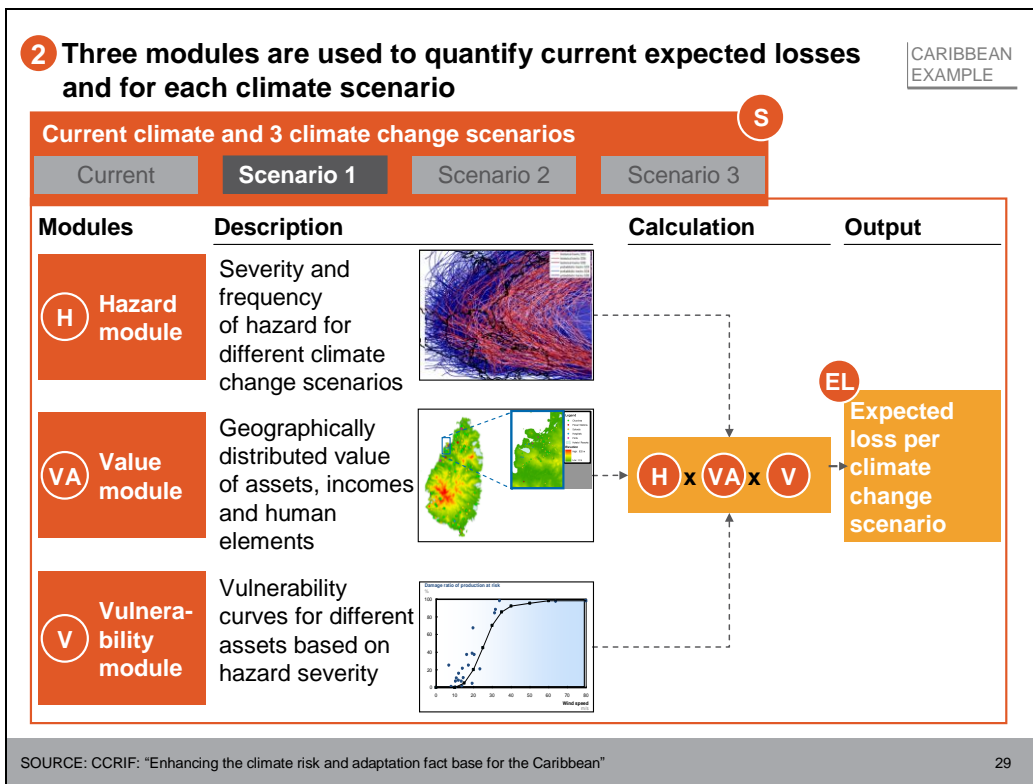 2 Three modules are used to quantify current expected losses
and for each climate scenario
CARIBBEAN
EXAMPLE
Current climate and 3 climate change scenarios
S
Current
Scenario 1
Scenario 2
Scenario 3
Modules
Description
Calculation
Output
H
Hazard
module
Severity and
frequency
of hazard for
different climate
change scenarios
VA
Value
module
Geographically
distributed value
of assets, incomes
and human
elements
V
Vulnera-
bility
module
Vulnerability
curves for different
assets based on
hazard severity
Damage ratio of production at risk
%
100
80
60
40
20
0
0 10 20 30 40 50 60 70 80
Wind speed
m/s
H x VA x V
EL
Expected
loss per
climate
change
scenario
SOURCE: CCRIF: “Enhancing the climate risk and adaptation fact base for the Caribbean”
29